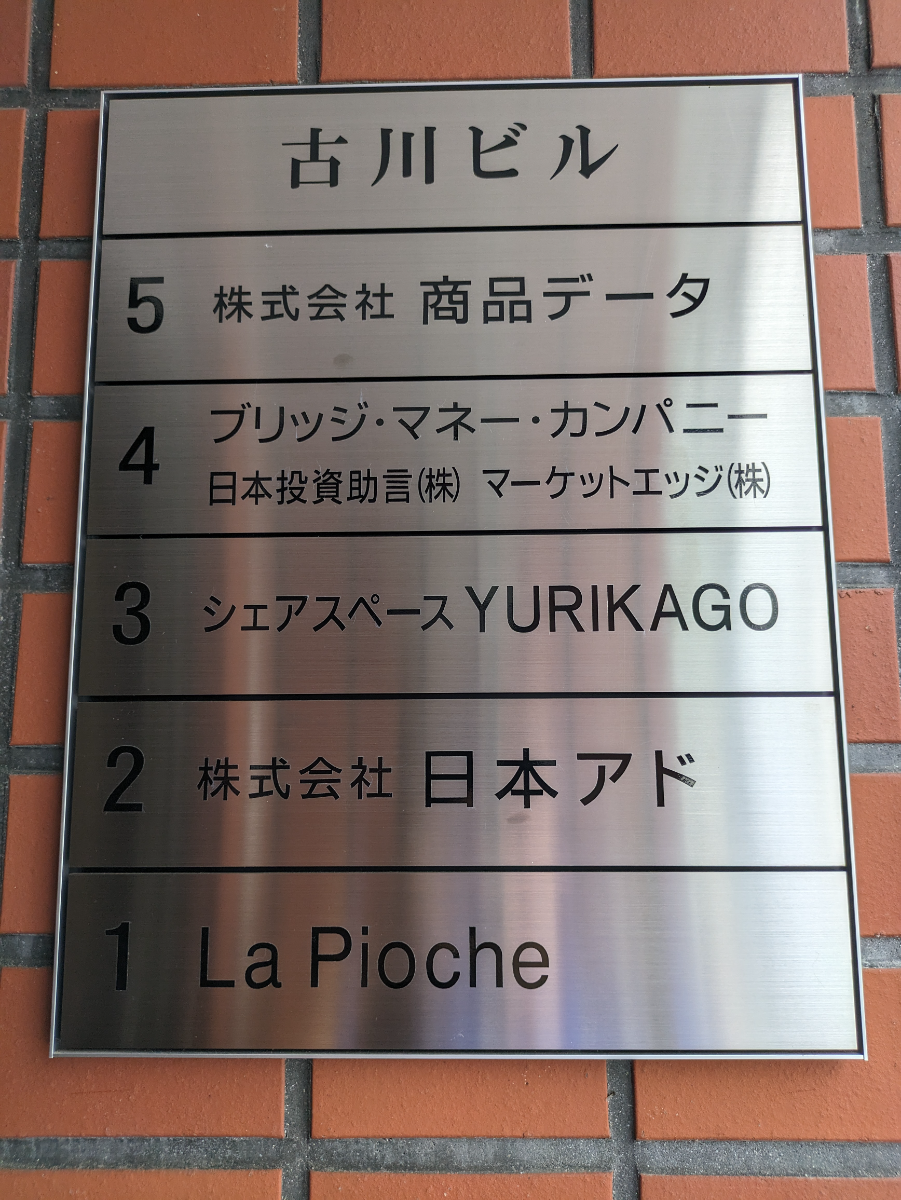 古川ビル
5 株式会社 商品データ
4 ブリッジ・マネー・カンパニー
日本投資助言(株) マーケットエッジ(株)
3 シェアスペース YURIKAGO
2 株式会社 日本アド
1 La Pioche